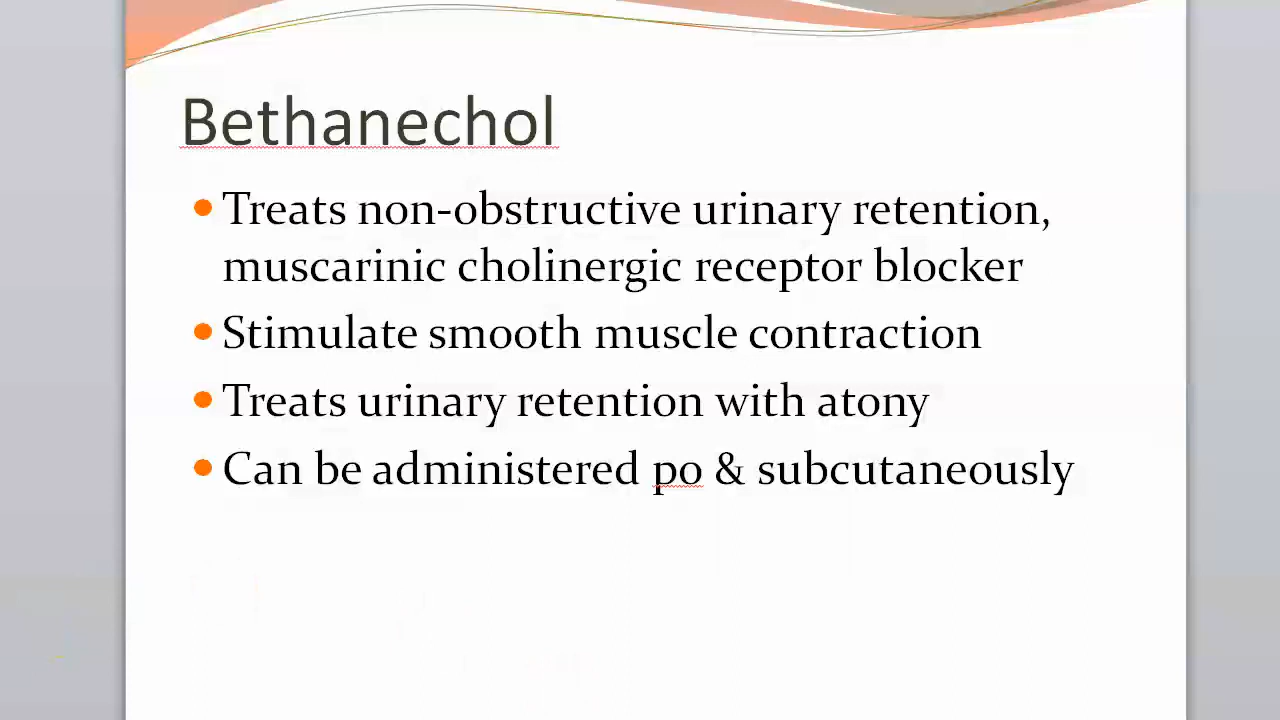 Bethanechol
Treats non-obstructive urinary retention,
muscarinic cholinergic receptor blocker
Stimulate smooth muscle contraction
Treats urinary retention with atony
Can be administered po & subcutaneously